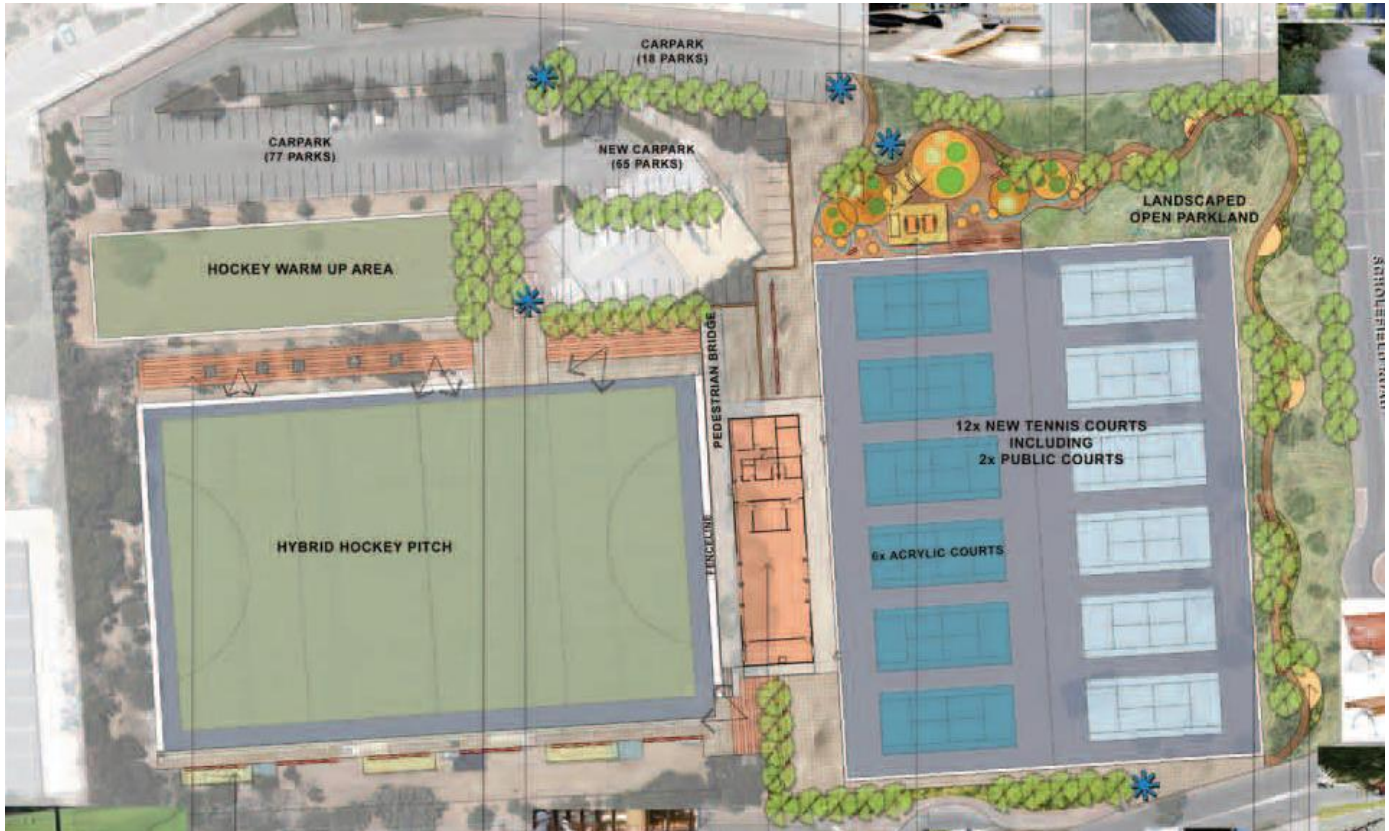 CARPARK
(18 PARKS)
CARPARK
(77 PARKS)
NEW CARPARK
(65 PARKS)
LANDSCAPED
OPEN PARKLAND
HOCKEY WARM UP AREA
PEDESTRIAN BRIDGE
12x NEW TENNIS COURTS
INCLUDING
2x PUBLIC COURTS
HYBRID HOCKEY PITCH
FENCELINE
6x ACRYLIC COURTS
SCHOLEFIELD ROAD